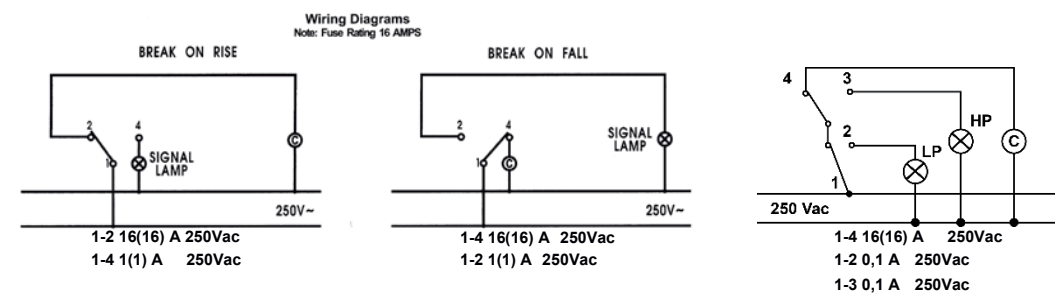 Wiring Diagrams
Note: Fuse Rating 16 AMPS
BREAK ON RISE
2
4
1
SIGNAL
LAMP
C
250V~
1-2 16(16) A 250Vac
1-4 1(1) A 250Vac
BREAK ON FALL
2
4
1
C
SIGNAL
LAMP
250V~
1-4 16(16) A 250Vac
1-2 1(1) A 250Vac
4
3
HP
C
2
LP
1
250 Vac
1-4 16(16) A 250Vac
1-2 0,1 A 250Vac
1-3 0,1 A 250Vac